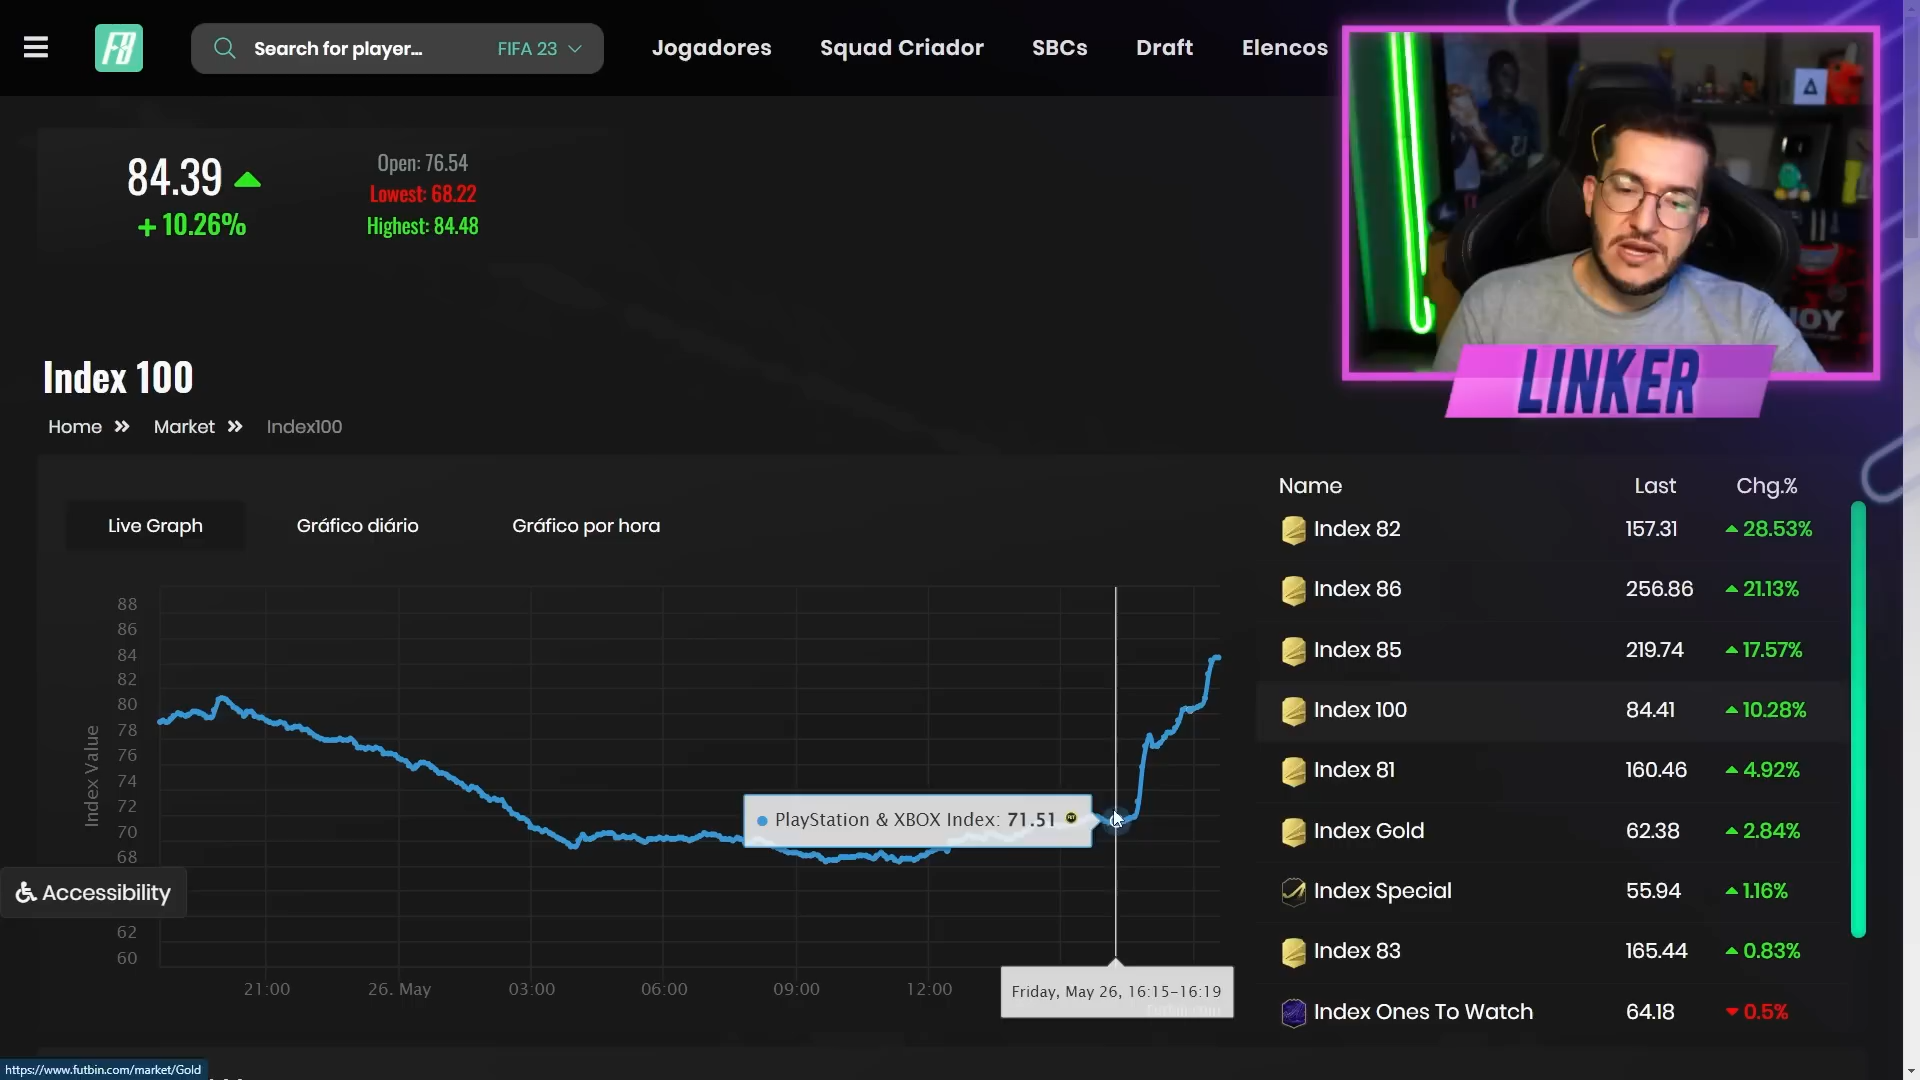 Search for player...
FIFA 23
Jogadores
Squad Criador
SBCs
Draft
Elencos
84.39
+ 10.26%
Open: 76.54
Lowest: 68.22
Highest: 84.48
LINKER
Index 100
Home » Market » Index100
Live Graph
Gráfico diário
Gráfico por hora
Index Value
88
86
84
82
80
78
76
74
72
70
68
62
60
PlayStation & XBOX Index: 71.51
21:00
26. May
03:00
06:00
09:00
12:00
Friday, May 26, 16:15-16:19
Accessibility
Name Last Chg.%
Index 82 157.31 28.53%
Index 86 256.86 21.13%
Index 85 219.74 17.57%
Index 100 84.41 10.28%
Index 81 160.46 4.92%
Index Gold 62.38 2.84%
Index Special 55.94 1.16%
Index 83 165.44 0.83%
Index Ones To Watch 64.18 0.5%
https://www.futbin.com/market/Gold